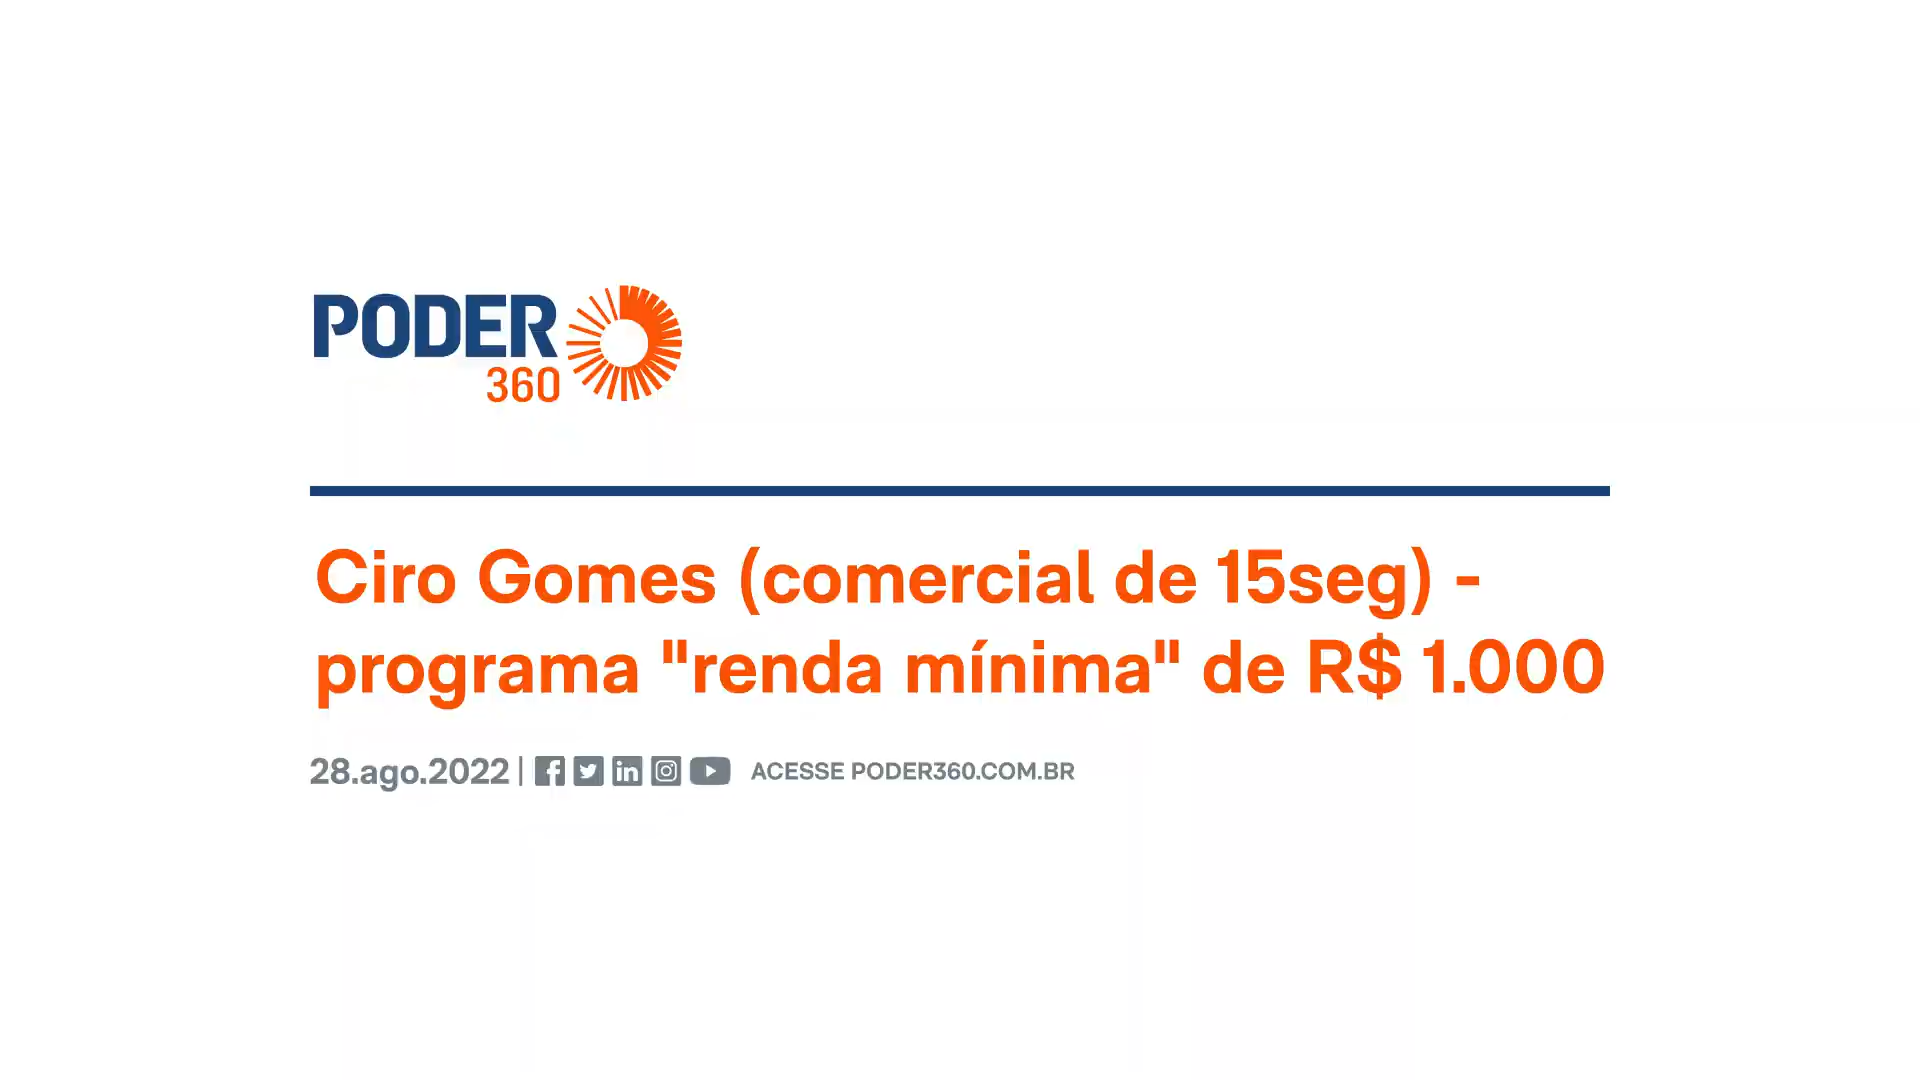 PODER
360
Ciro Gomes (comercial de 15seg) -
programa "renda mínima" de R$ 1.000
28.ago.2022 | ACESSE PODER360.COM.BR